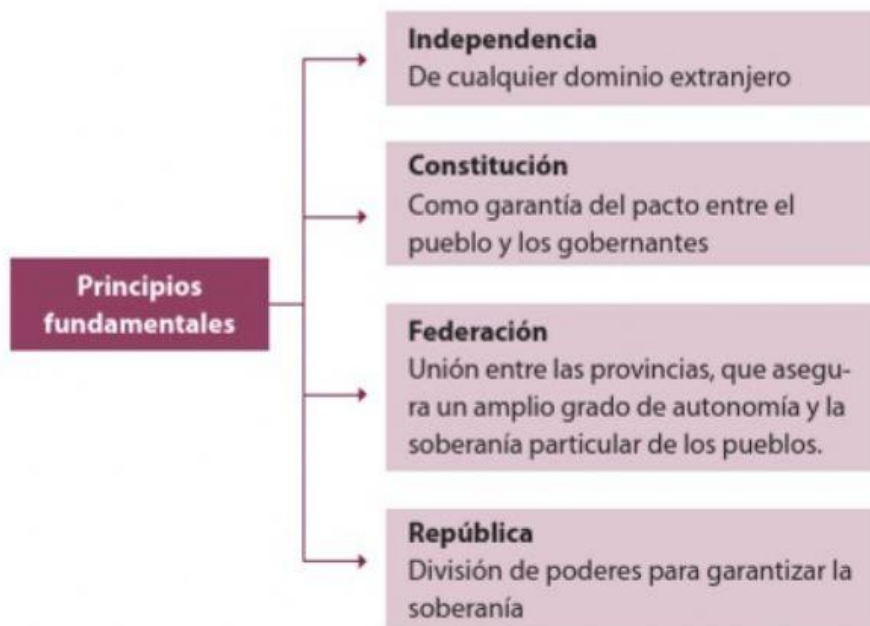 Principios
fundamentales
Independencia
De cualquier dominio extranjero
Constitución
Como garantía del pacto entre el
pueblo y los gobernantes
Federación
Unión entre las provincias, que asegu-
ra un amplio grado de autonomía y la
soberanía particular de los pueblos.
República
División de poderes para garantizar la
soberanía